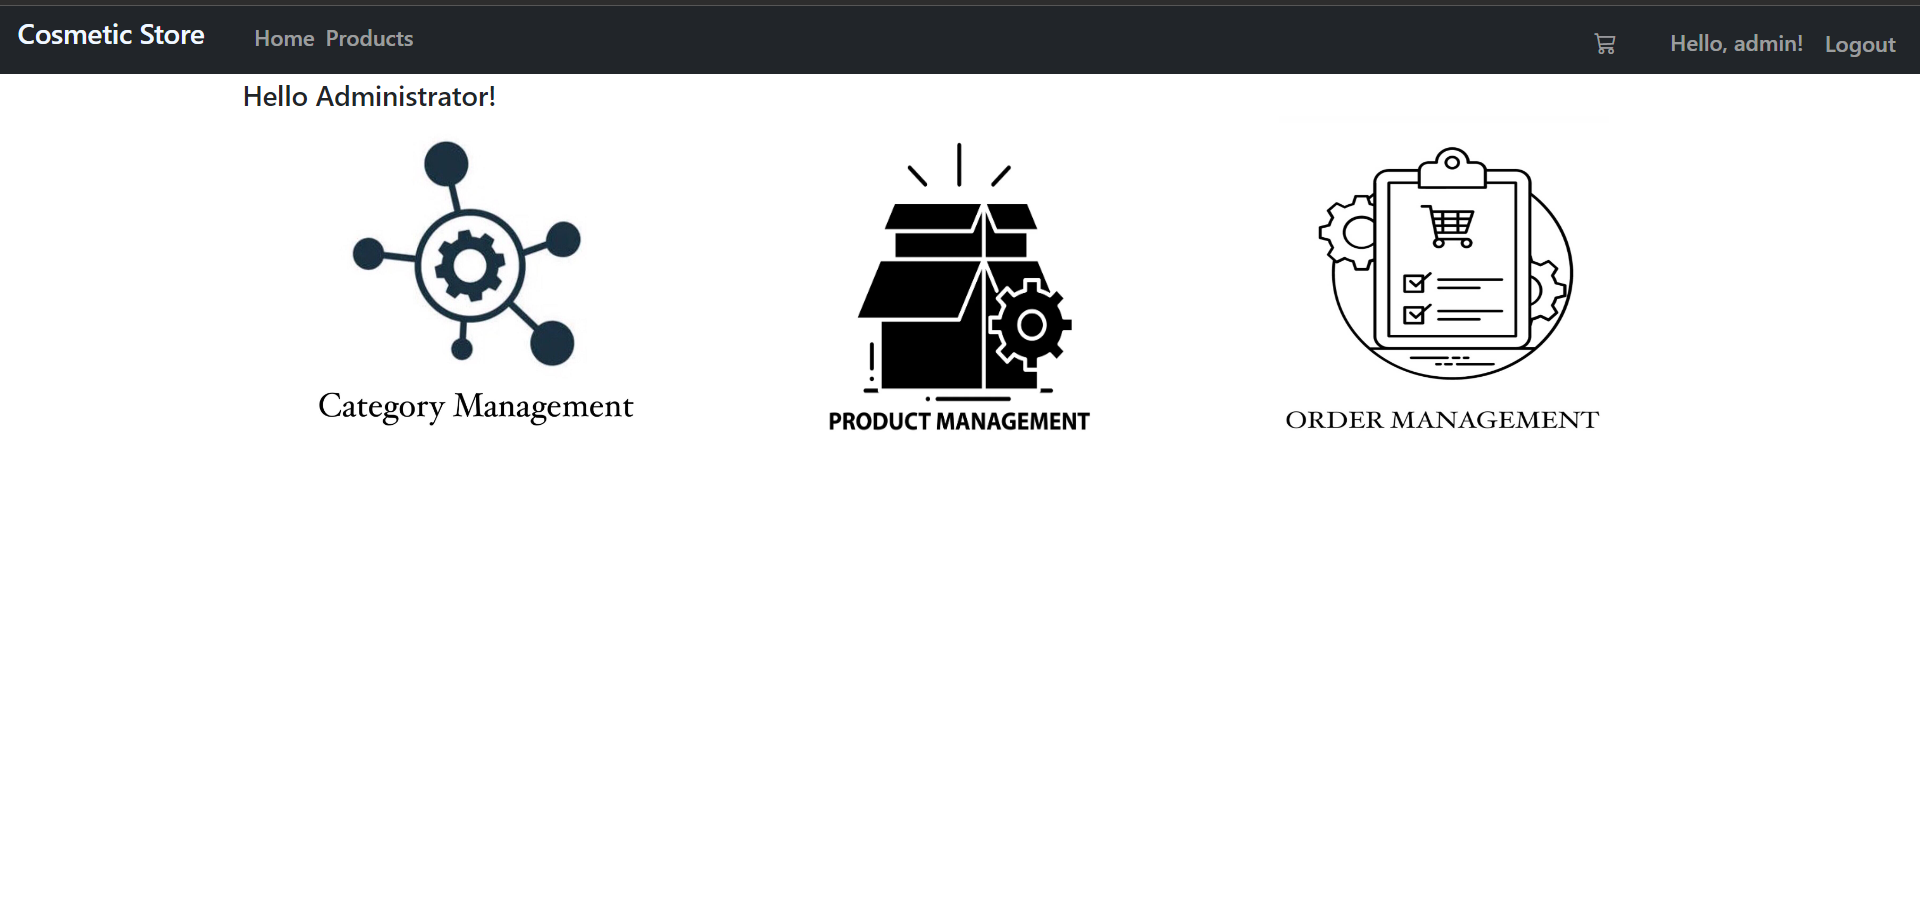 Cosmetic Store Home Products Hello, admin! Logout
Hello Administrator!
Category Management
PRODUCT MANAGEMENT
ORDER MANAGEMENT